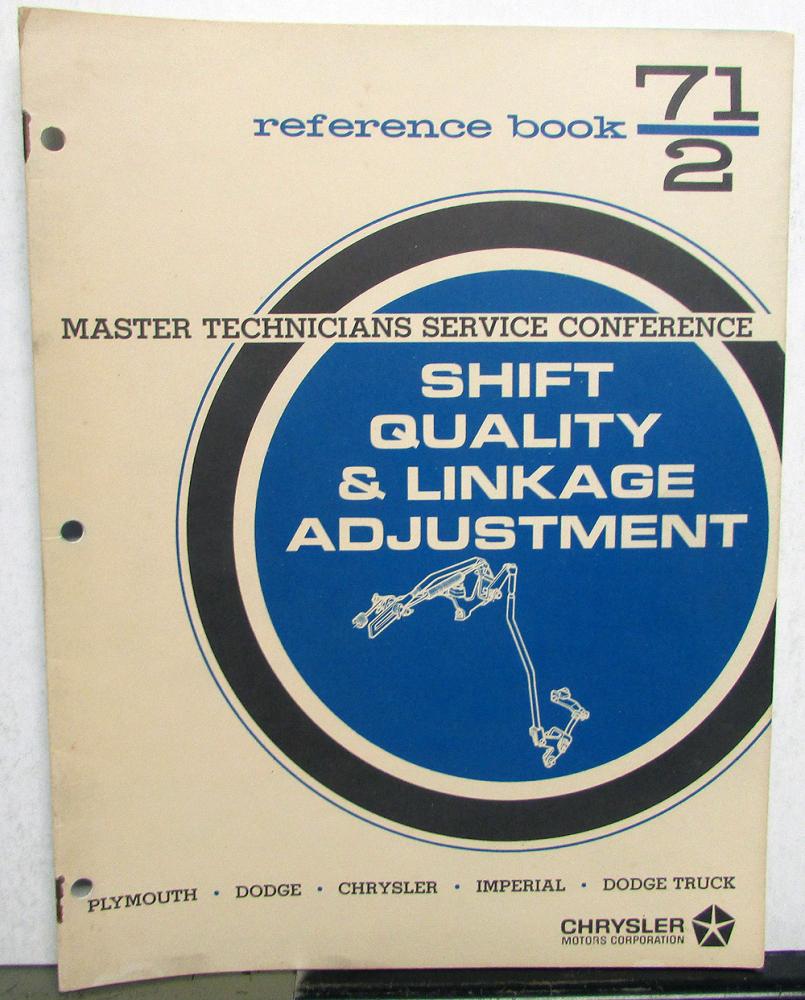 reference book 71
2
MASTER TECHNICIANS SERVICE CONFERENCE
SHIFT
QUALITY
& LINKAGE
ADJUSTMENT
PLYMOUTH • DODGE • CHRYSLER • IMPERIAL • DODGE TRUCK
CHRYSLER
MOTORS CORPORATION